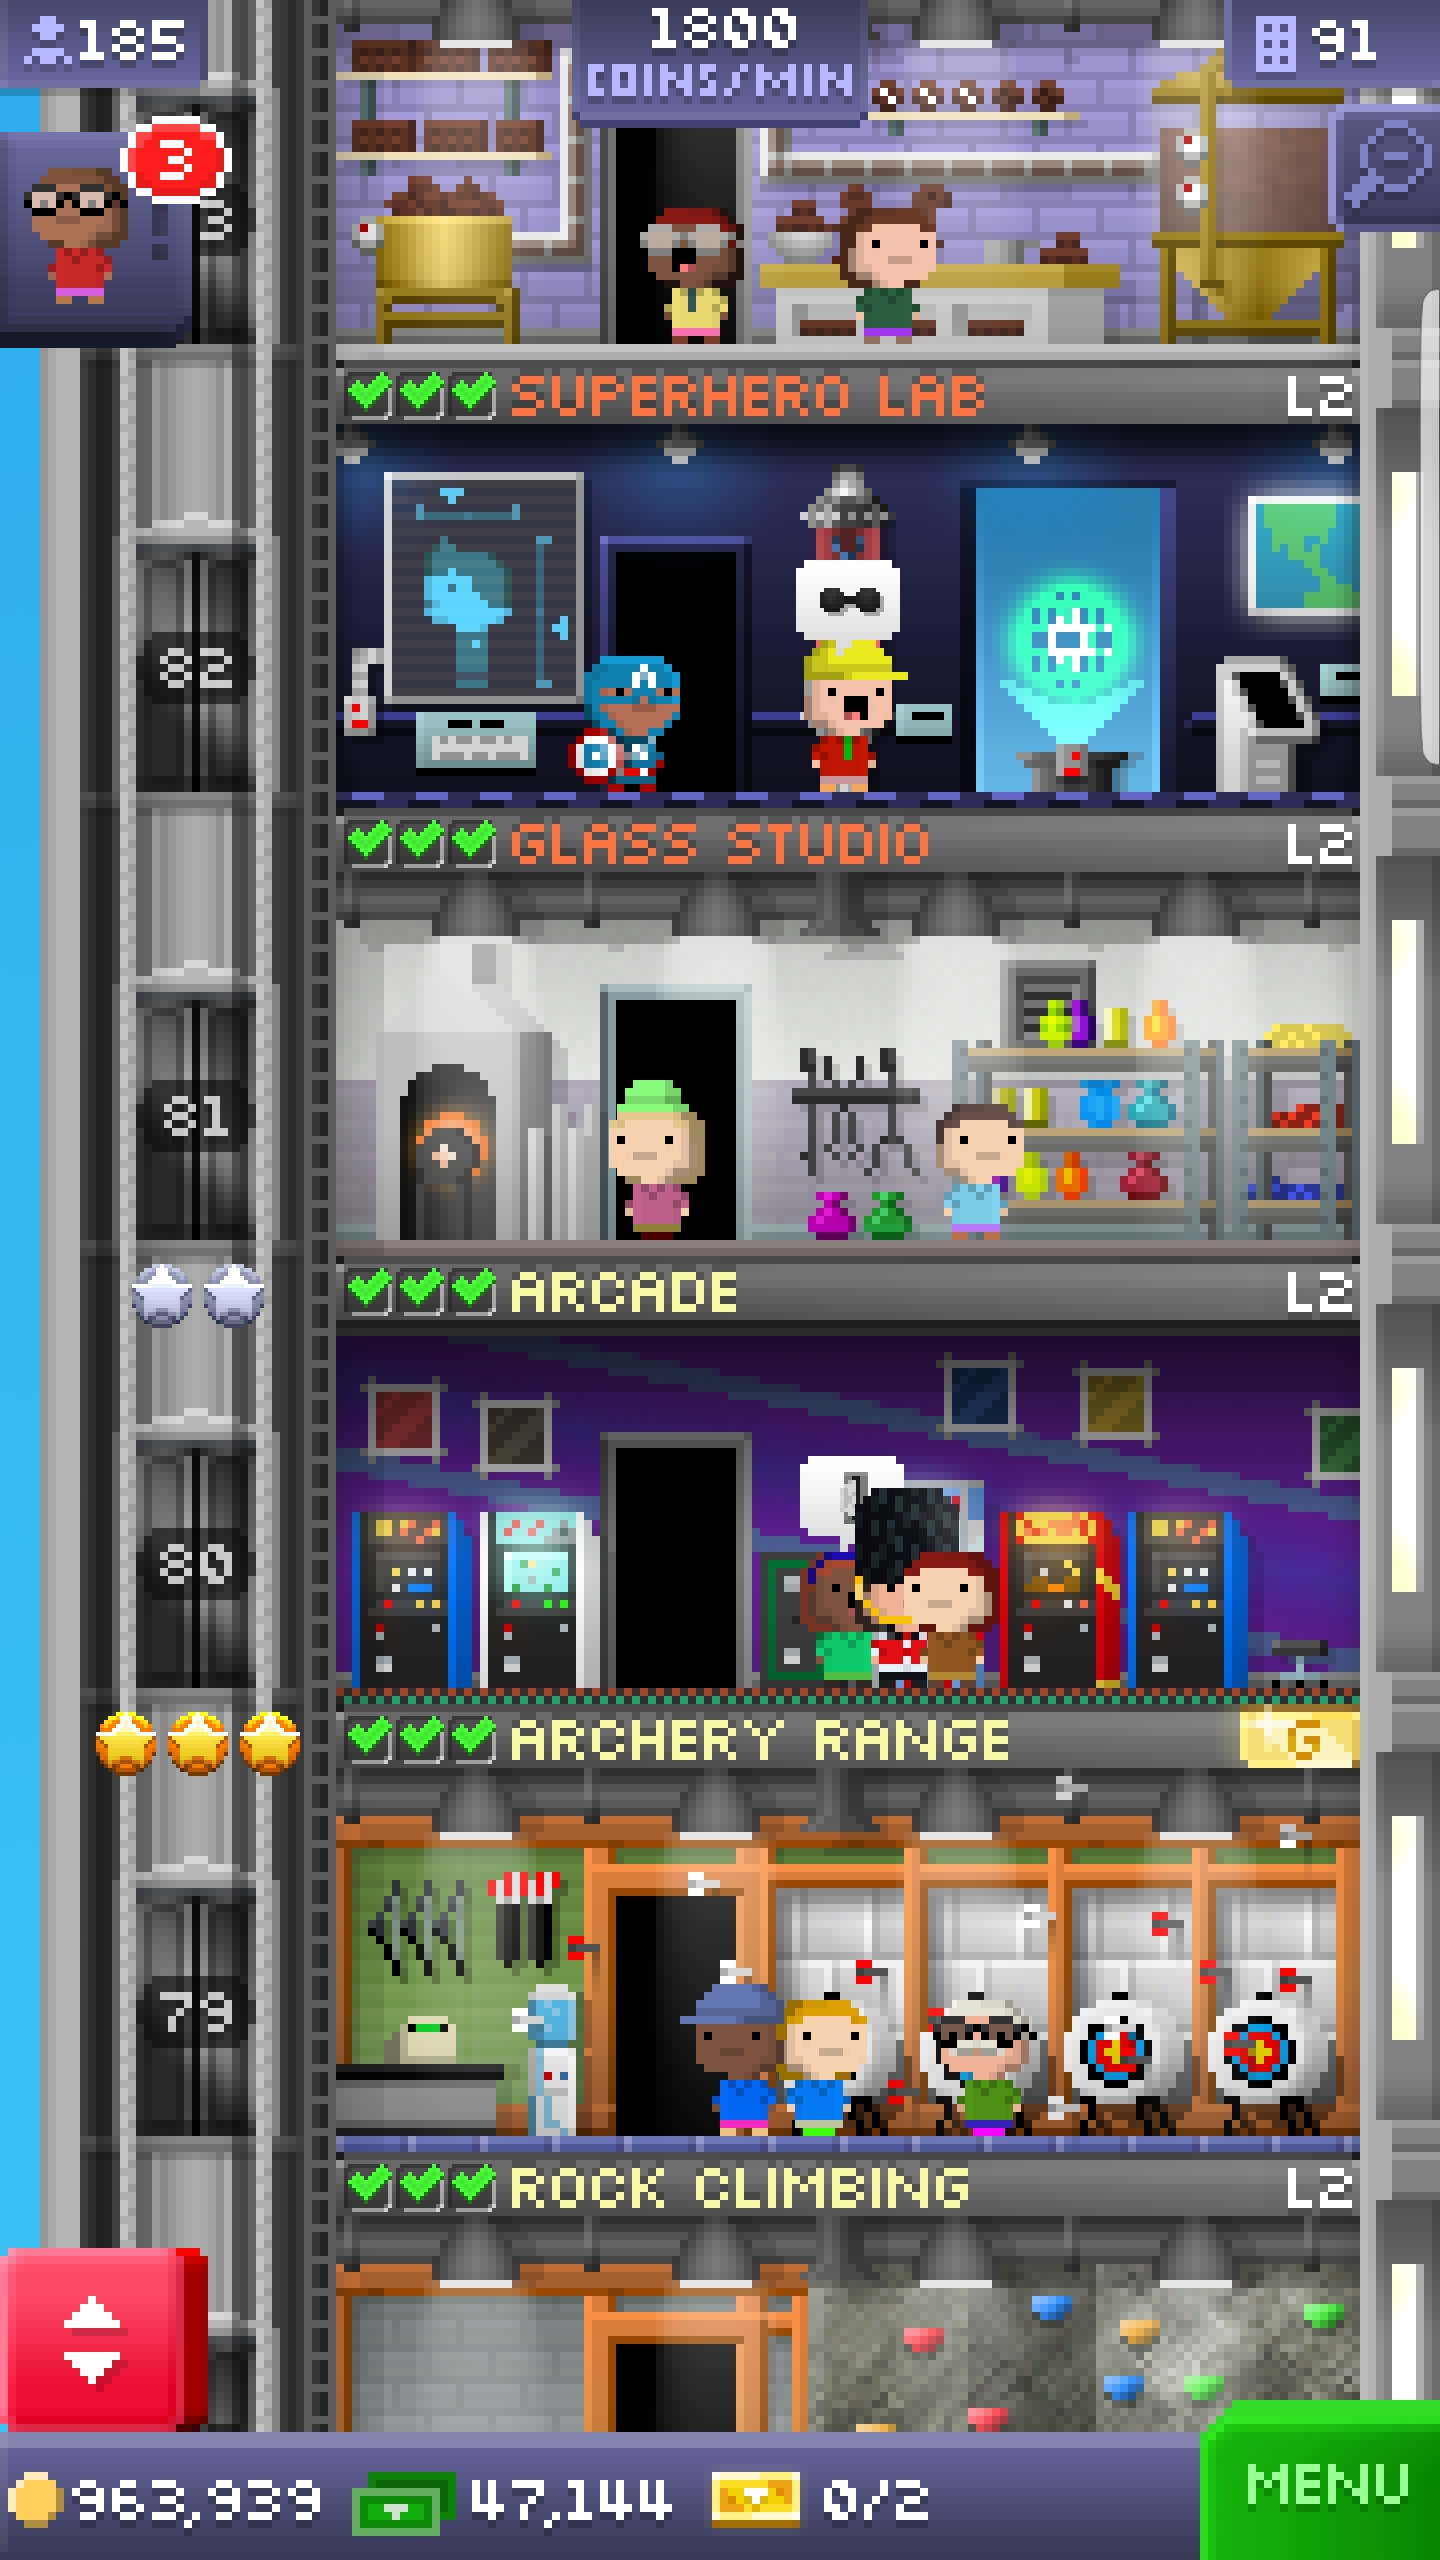 185
1800
COINS/MIN
91
3
3
SUPERHERO LAB L2
82
GLASS STUDIO L2
81
ARCADE L2
80
ARCHERY RANGE G
79
ROCK CLIMBING L2
963,939 47,144 0/2
MENU